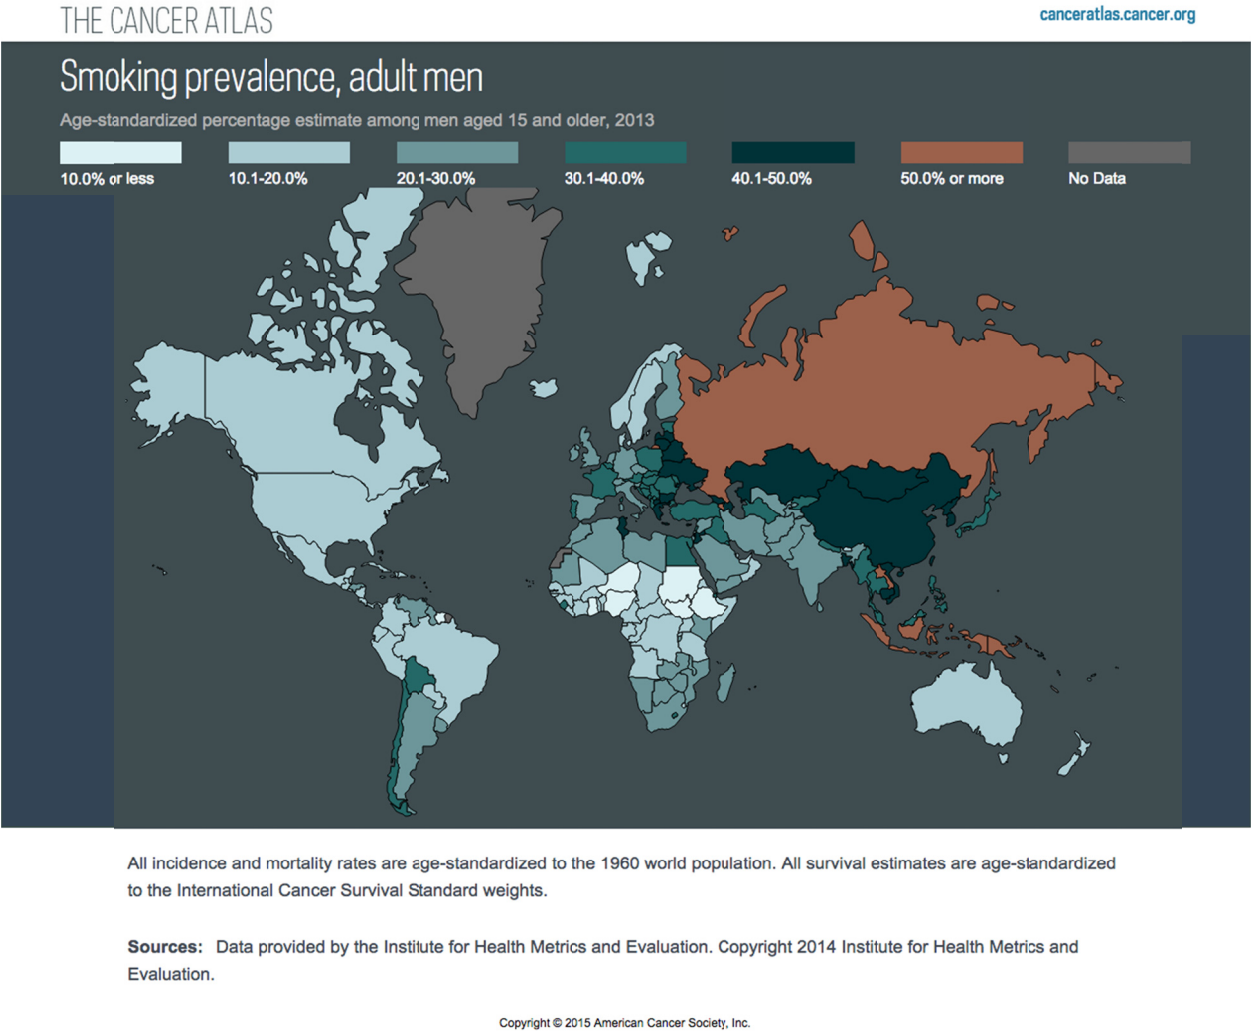 THE CANCER ATLAS
canceratlas.cancer.org
Smoking prevalence, adult men
Age-standardized percentage estimate among men aged 15 and older, 2013
10.0% or less
10.1-20.0%
20.1-30.0%
30.1-40.0%
40.1-50.0%
50.0% or more
No Data
All incidence and mortality rates are age-standardized to the 1960 world population. All survival estimates are age-standardized
to the International Cancer Survival Standard weights.
Sources: Data provided by the Institute for Health Metrics and Evaluation. Copyright 2014 Institute for Health Metrics and
Evaluation.
Copyright © 2015 American Cancer Society, Inc.